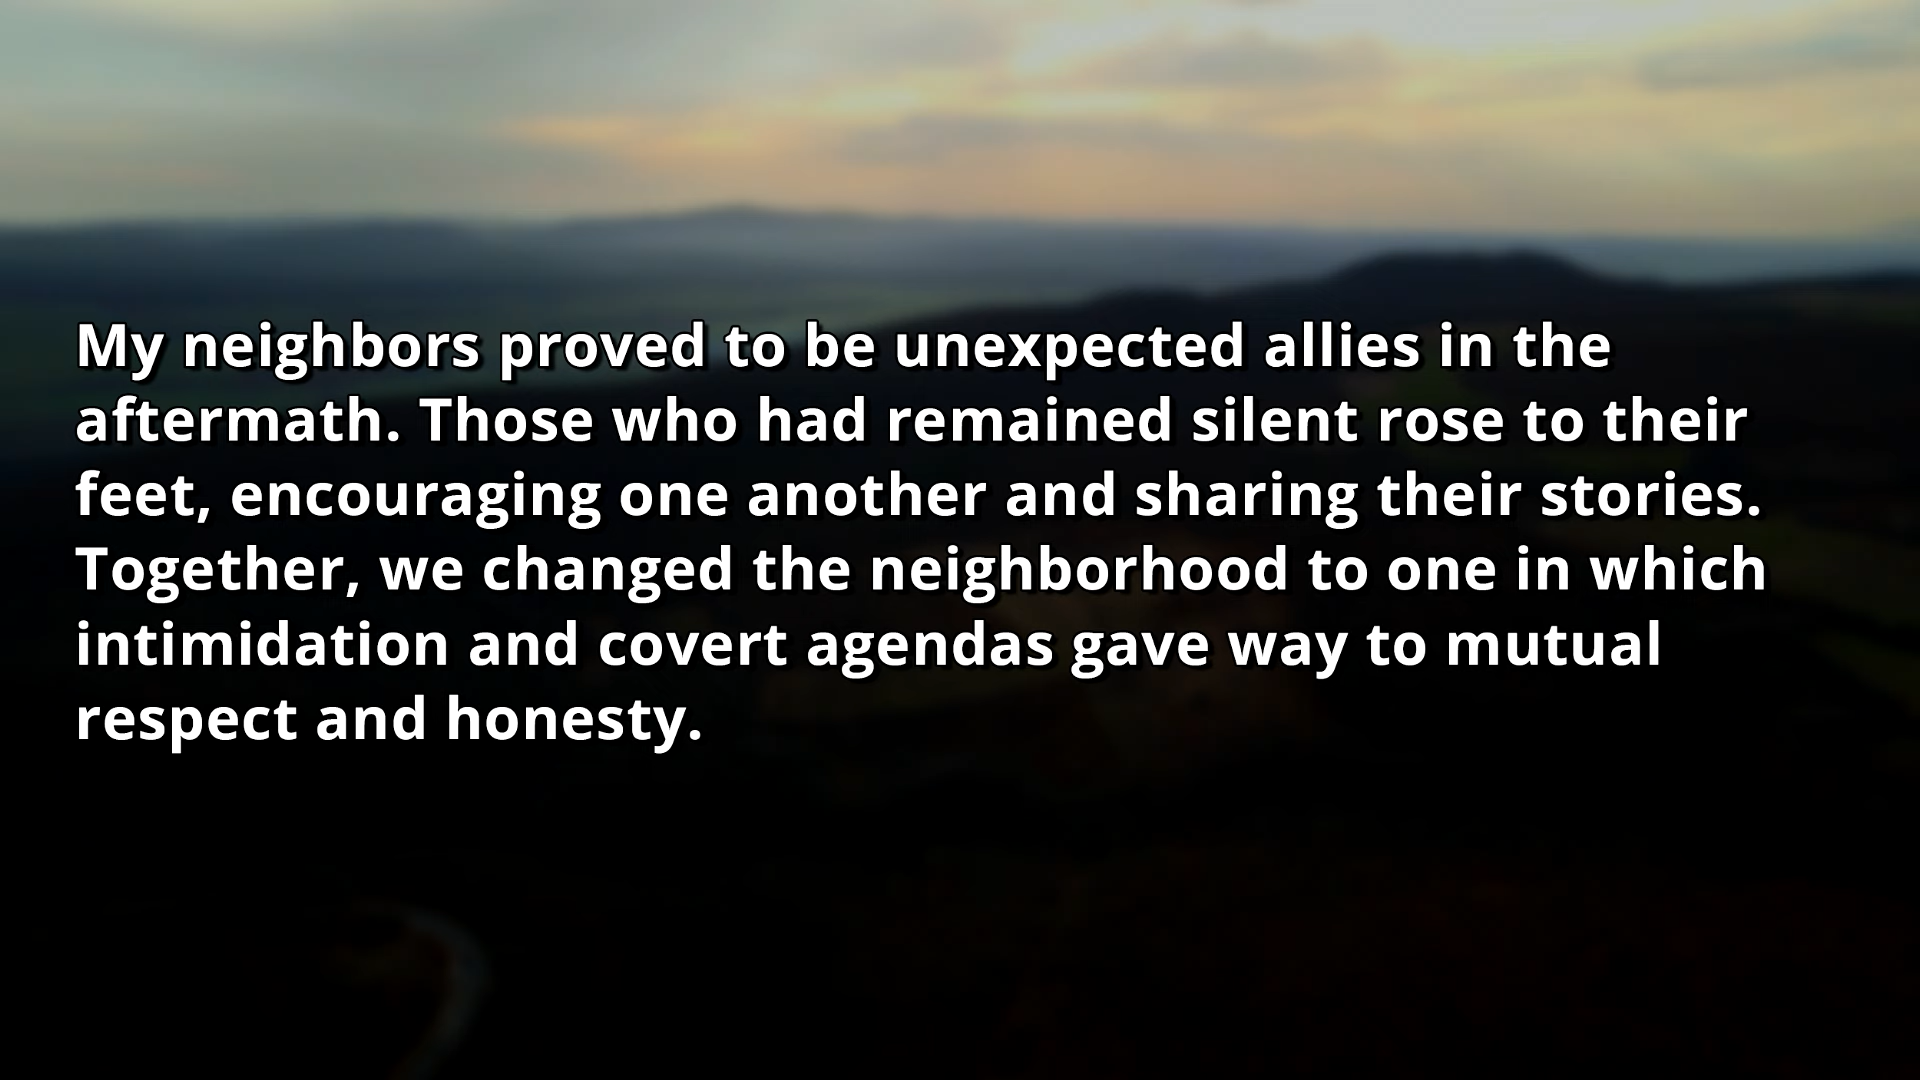 My neighbors proved to be unexpected allies in the
aftermath. Those who had remained silent rose to their
feet, encouraging one another and sharing their stories.
Together, we changed the neighborhood to one in which
intimidation and covert agendas gave way to mutual
respect and honesty.